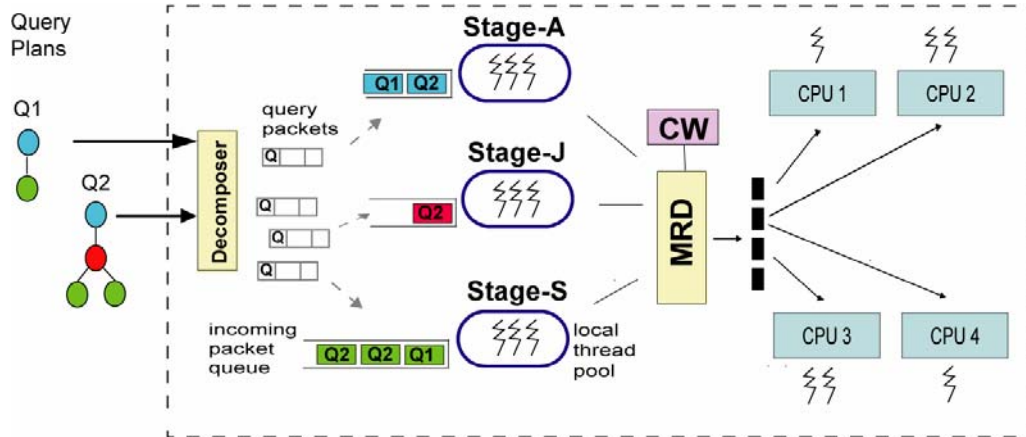 Query
Plans
Q1
Q2
Decomposer
query
packets
Q
Q
Q
Q
Stage-A
Q1 Q2
Stage-J
Q2
Stage-S
Q2 Q2 Q1
incoming
packet
queue
local
thread
pool
CW
MRD
CPU 1
CPU 2
CPU 3
CPU 4